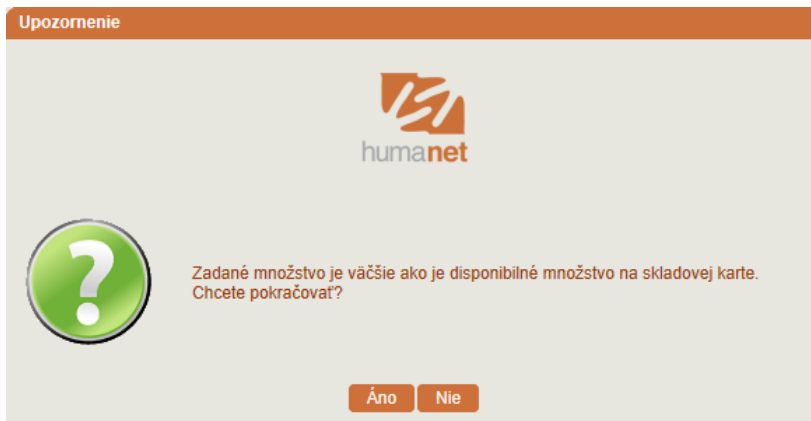 Upozornenie
humanet
Zadané množstvo je väčšie ako je disponibilné množstvo na skladovej karte.
Chcete pokračovať?
Áno Nie